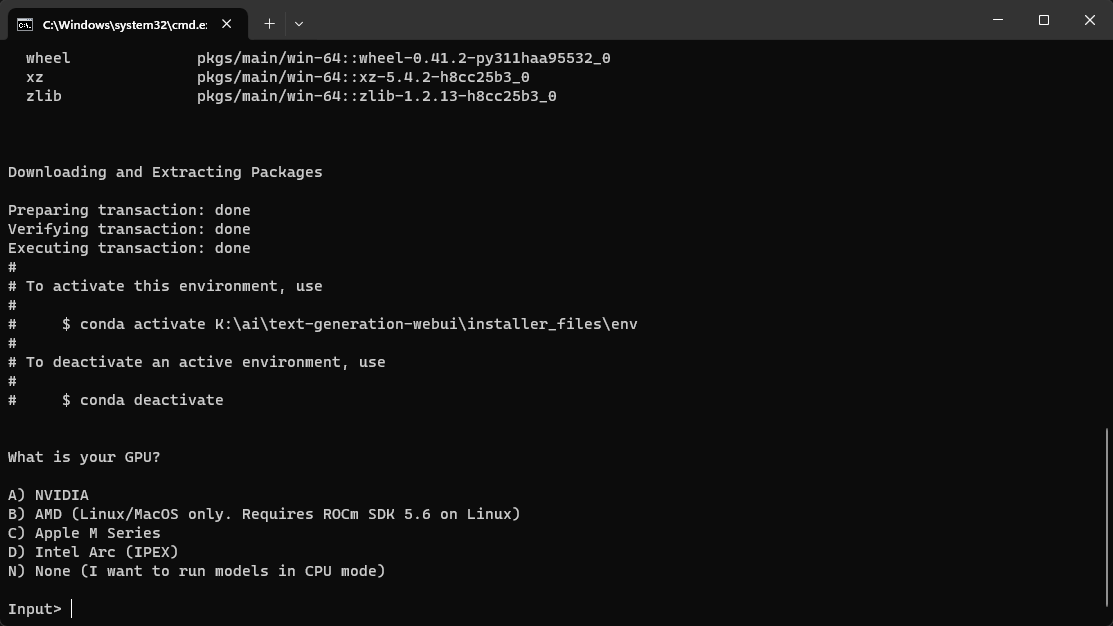 C:\Windows\system32\cmd.e
wheel pkgs/main/win-64::wheel-0.41.2-py311haa95532_0
xz pkgs/main/win-64::xz-5.4.2-h8cc25b3_0
zlib pkgs/main/win-64::zlib-1.2.13-h8cc25b3_0
Downloading and Extracting Packages
Preparing transaction: done
Verifying transaction: done
Executing transaction: done
#
# To activate this environment, use
#
# $ conda activate K:\ai\text-generation-webui\installer_files\env
#
# To deactivate an active environment, use
#
# $ conda deactivate
What is your GPU?
A) NVIDIA
B) AMD (Linux/MacOS only. Requires ROCm SDK 5.6 on Linux)
C) Apple M Series
D) Intel Arc (IPEX)
N) None (I want to run models in CPU mode)
Input>